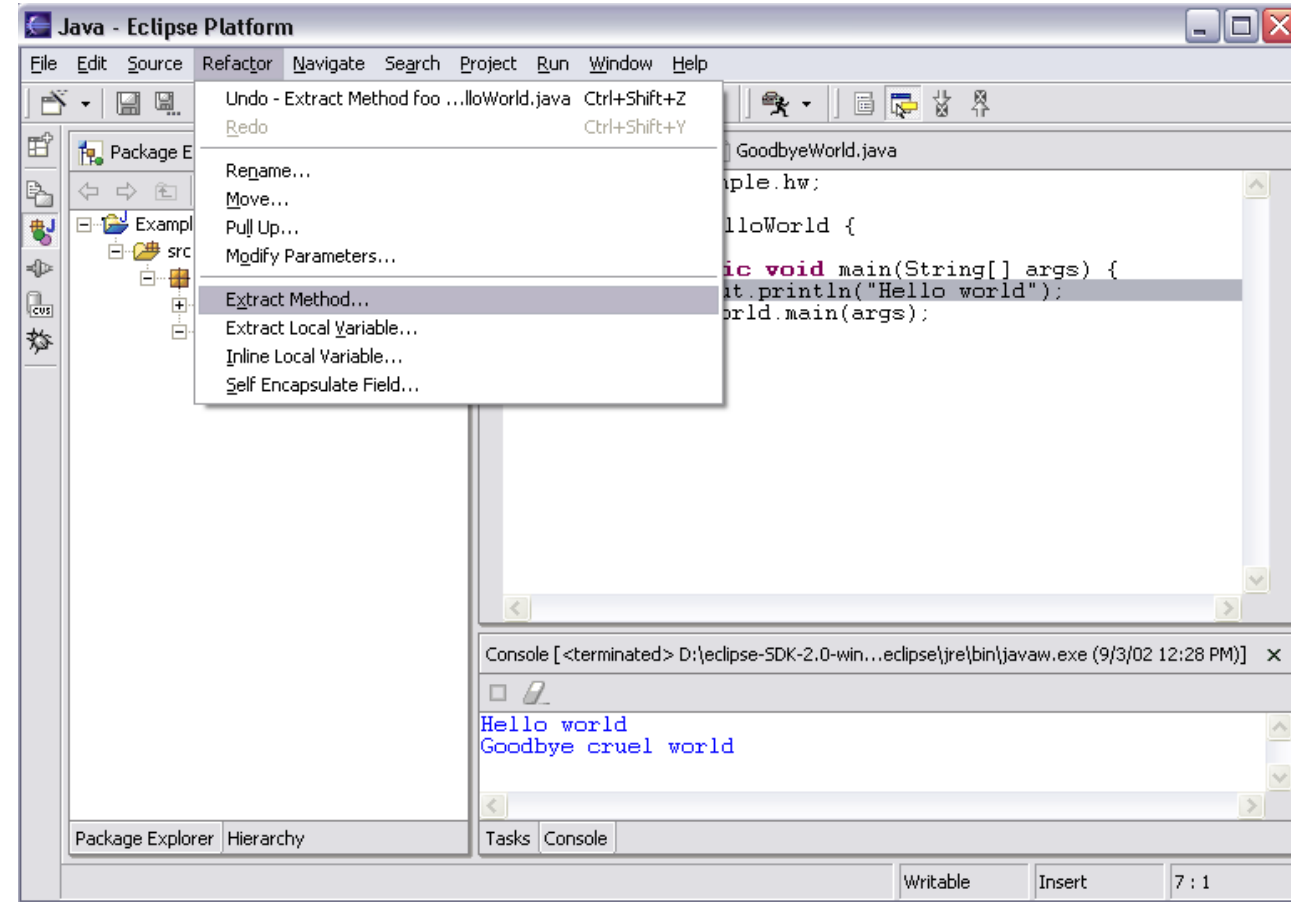 Java - Eclipse Platform
File Edit Source Refactor Navigate Search Project Run Window Help
Undo - Extract Method foo ...lloWorld.java Ctrl+Shift+Z
Redo Ctrl+Shift+Y
Rename...
Move...
Pull Up...
Modify Parameters...
Extract Method...
Extract Local Variable...
Inline Local Variable...
Self Encapsulate Field...
Package E
Exampl
src
CVS
GoodbyeWorld.java
ple.hw;
lloWorld {
ic void main(String[] args) {
t.println("Hello world");
rld.main(args);
Console [<terminated> D:\eclipse-SDK-2.0-win...eclipse\jre\bin\javaw.exe (9/3/02 12:28 PM)]
Hello world
Goodbye cruel world
Package Explorer Hierarchy
Tasks Console
Writable Insert 7 : 1